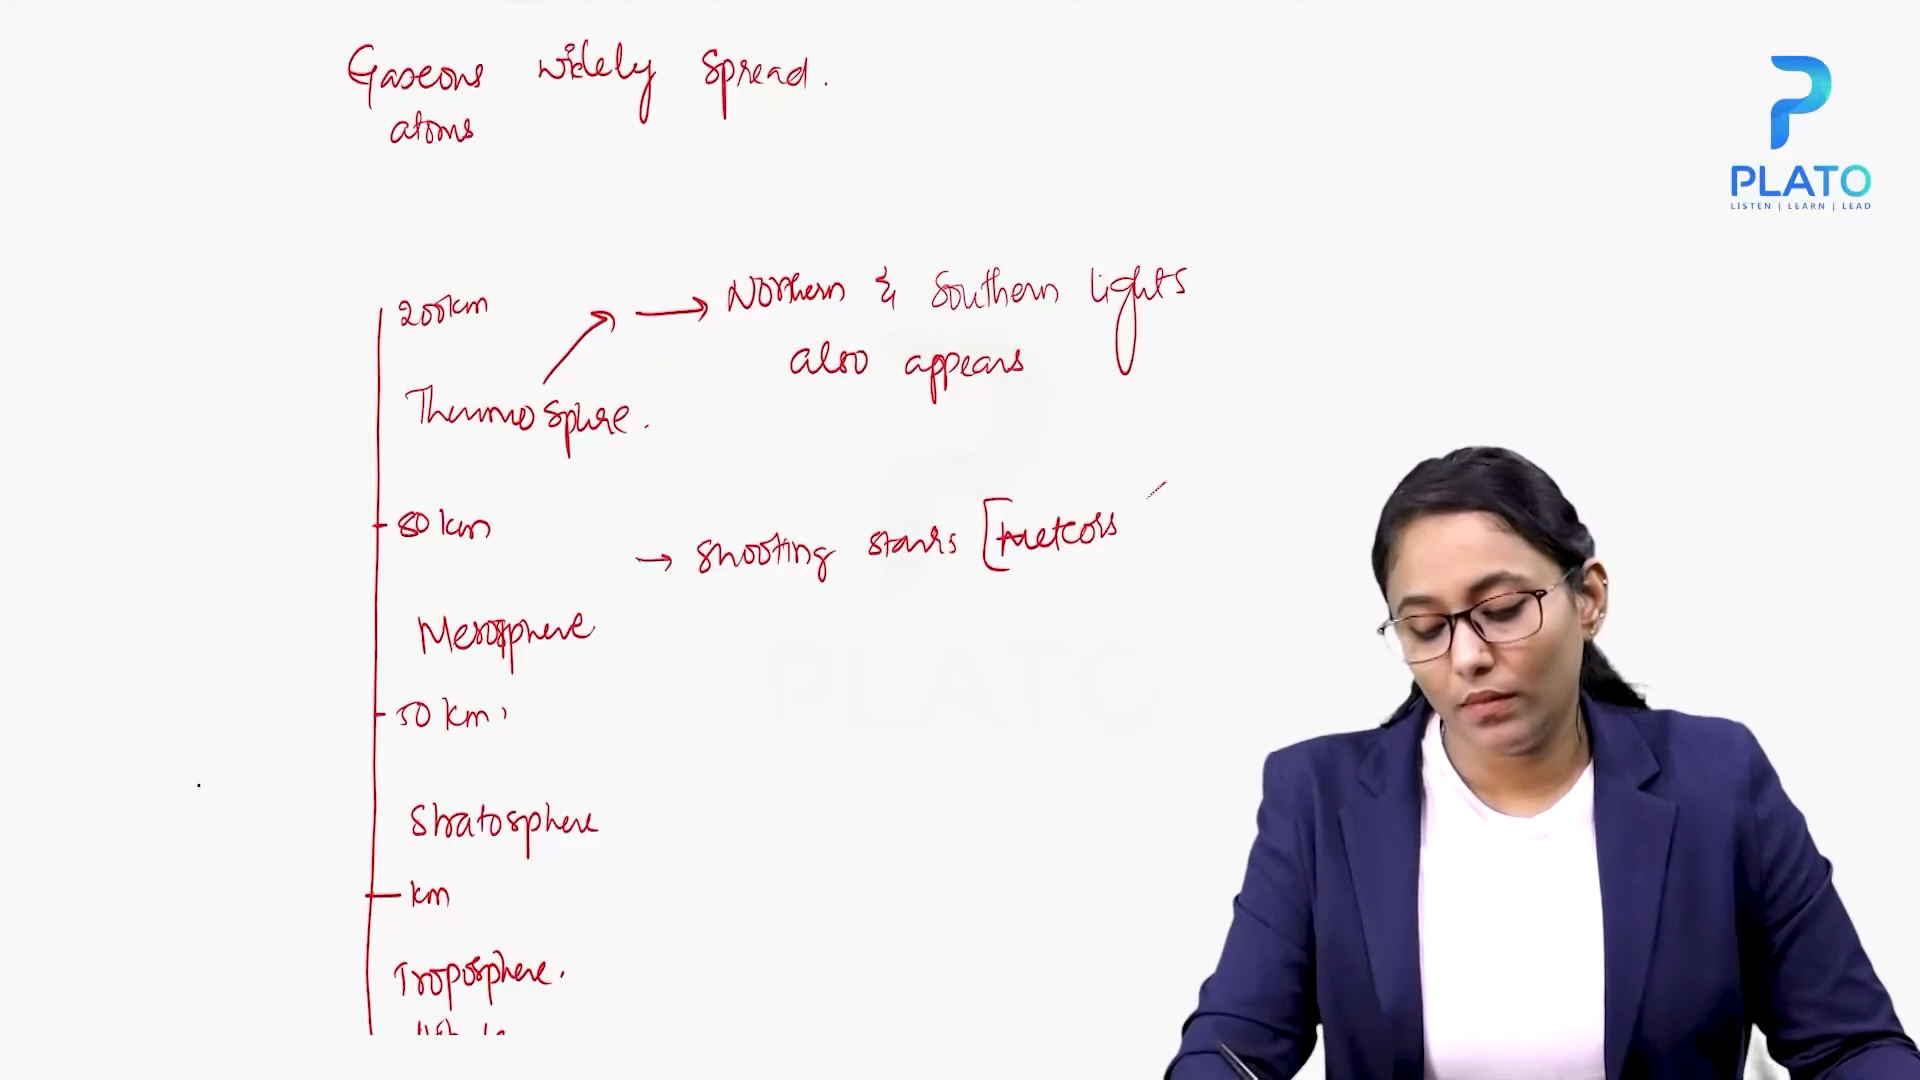 Gaseous widely spread.
atoms
PLATO
LISTEN | LEARN | LEAD
200km
Northern & Southern lights
also appears
Thermosphere.
80 km
→ shooting stars [meteors
Mesosphere
50 km
Stratosphere
km
Troposphere.
PLATO